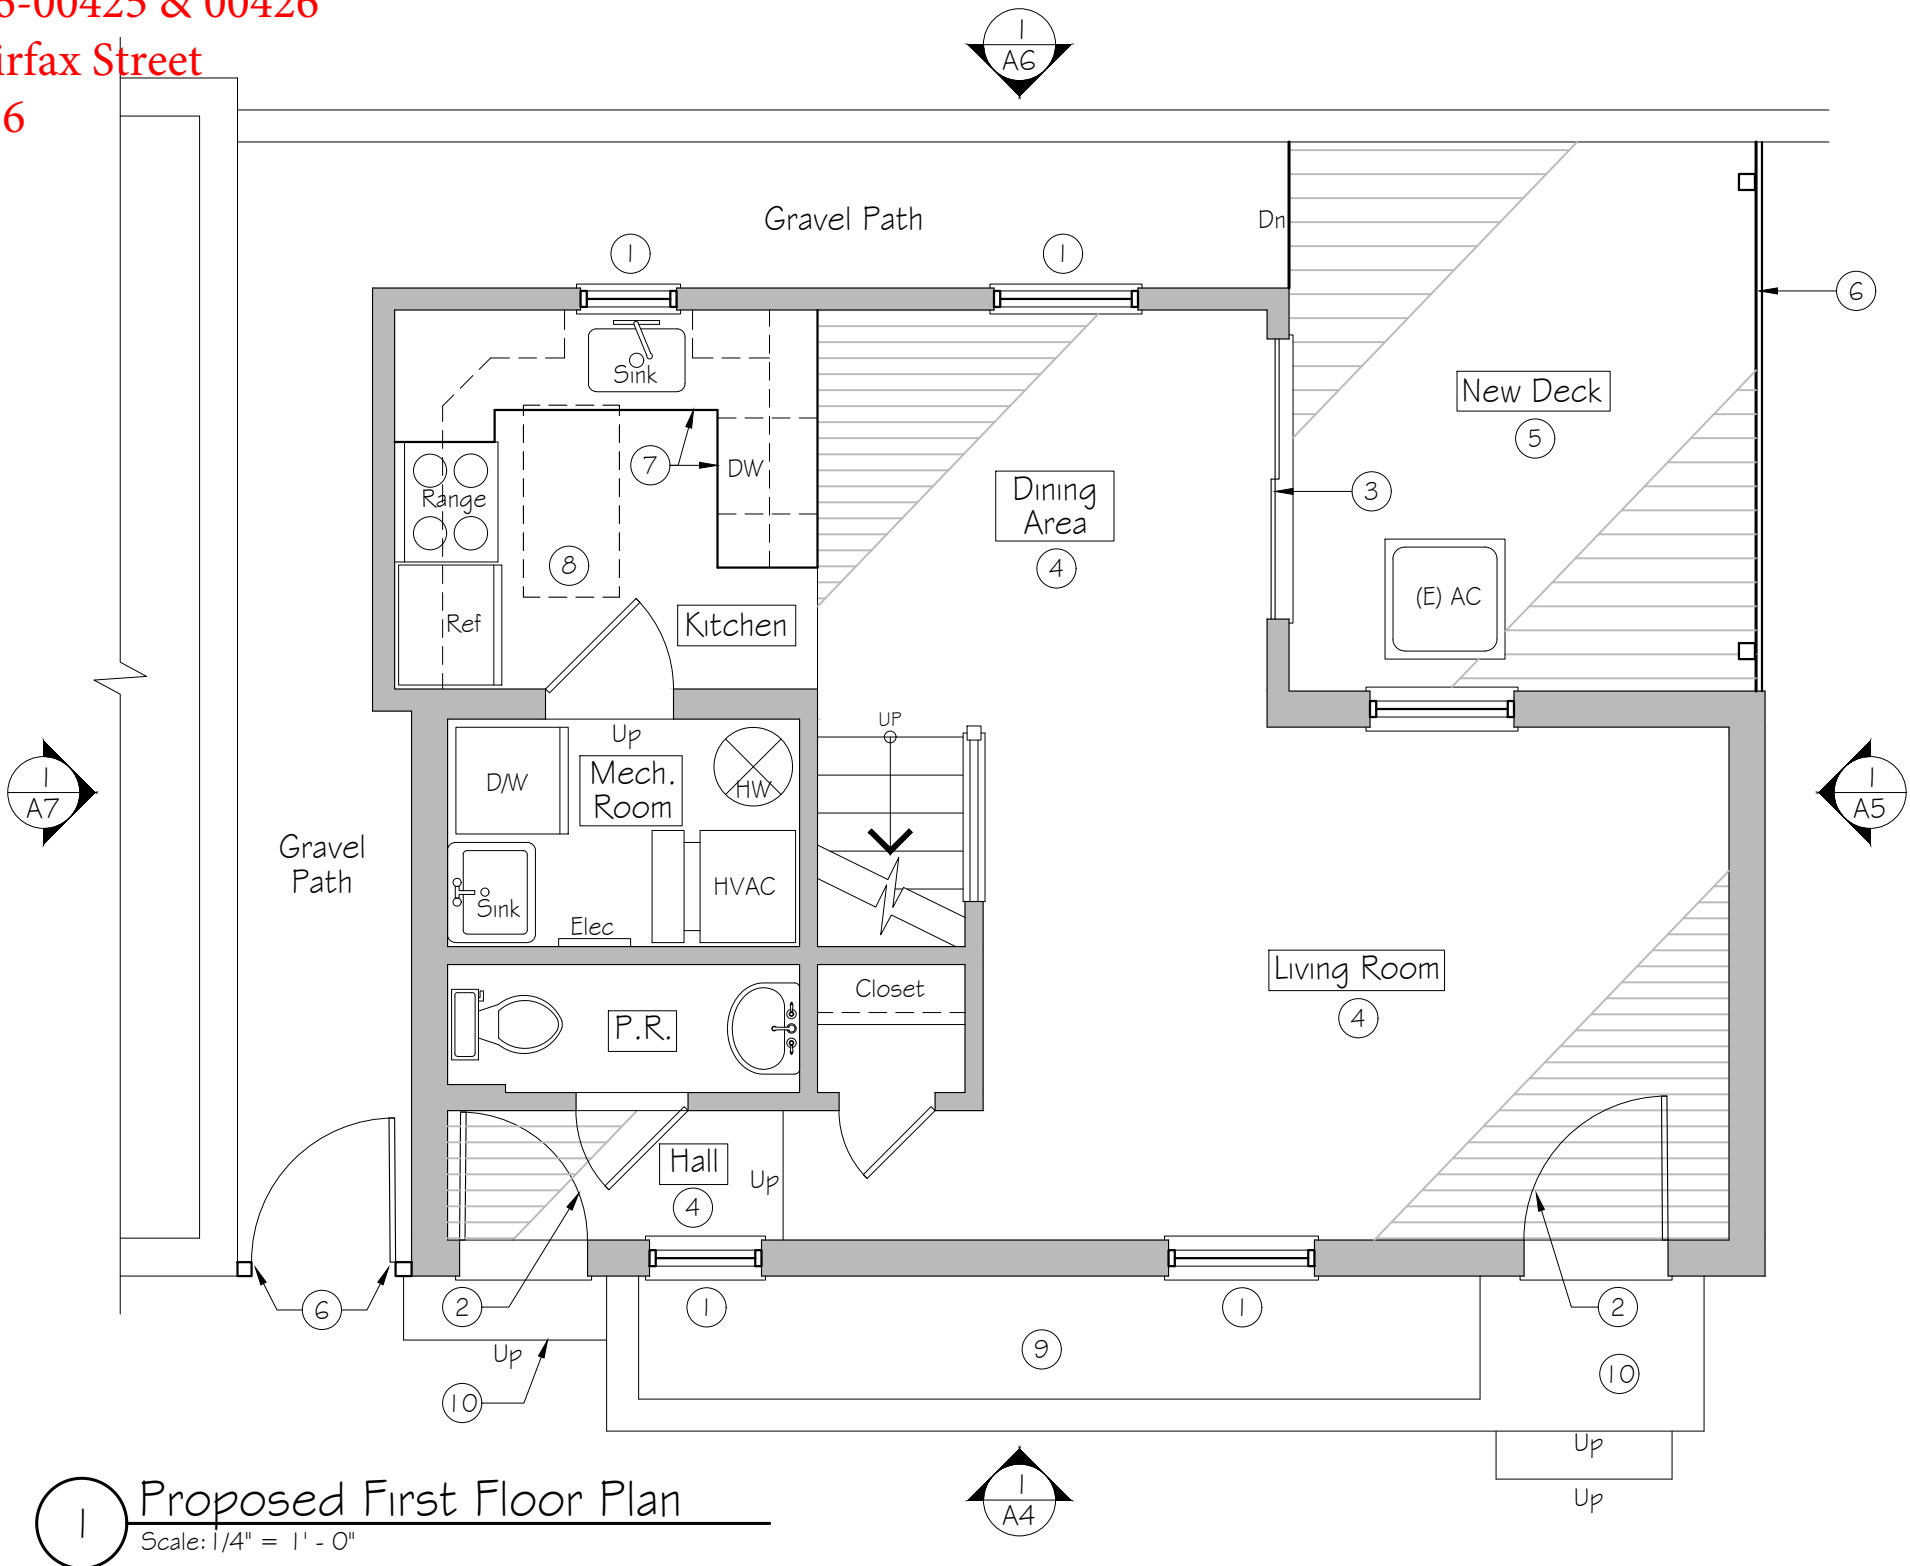 6-00425 & 00426
irfax Street
6
1
A6
Gravel Path
Dn
1
1
6
Sink
New Deck
5
7
DW
Dining
Area
4
3
Range
8
(E) AC
Ref
Kitchen
UP
Up
D/W
Mech.
Room
HW
1
A7
1
A5
Gravel
Path
HVAC
Sink
Elec
Living Room
4
Closet
P.R.
Hall
4
Up
2
6
1
1
2
Up
9
10
10
Up
Up
1
A4
1
Proposed First Floor Plan
Scale: 1/4" = 1' - 0"